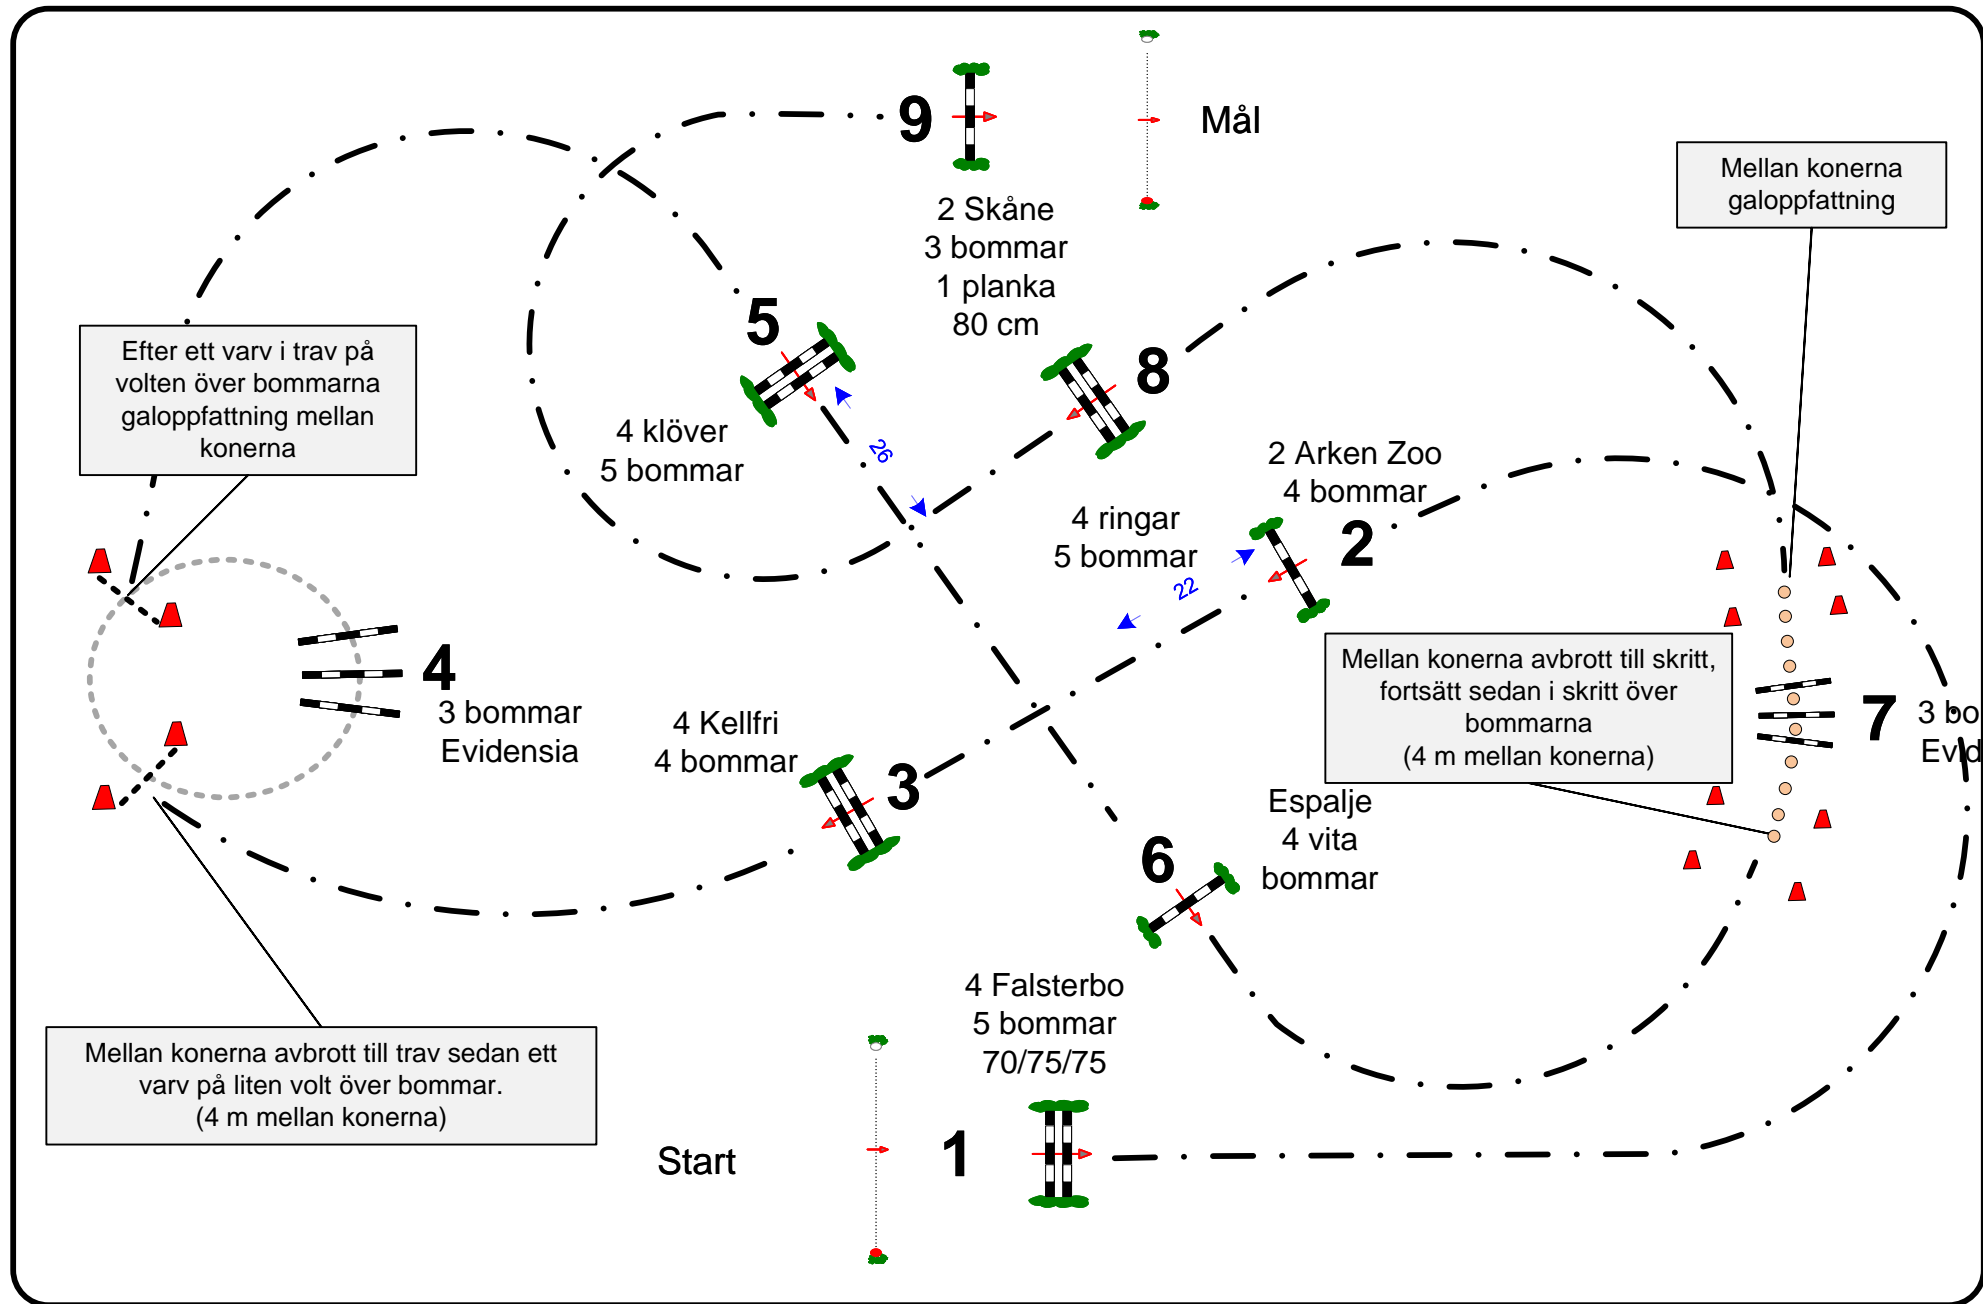 9
Mål
Mellan konerna
galoppfattning
2 Skåne
3 bommar
1 planka
80 cm
5
8
Efter ett varv i trav på
volten över bommarna
galoppfattning mellan
konerna
4 klöver
5 bommar
26
2 Arken Zoo
4 bommar
4 ringar
5 bommar
2
22
Mellan konerna avbrott till skritt,
fortsätt sedan i skritt över
bommarna
(4 m mellan konerna)
4
3 bommar
Evidensia
7
3 bo
Evid
4 Kellfri
4 bommar
3
Espalje
4 vita
bommar
6
4 Falsterbo
5 bommar
70/75/75
Mellan konerna avbrott till trav sedan ett
varv på liten volt över bommar.
(4 m mellan konerna)
Start
1